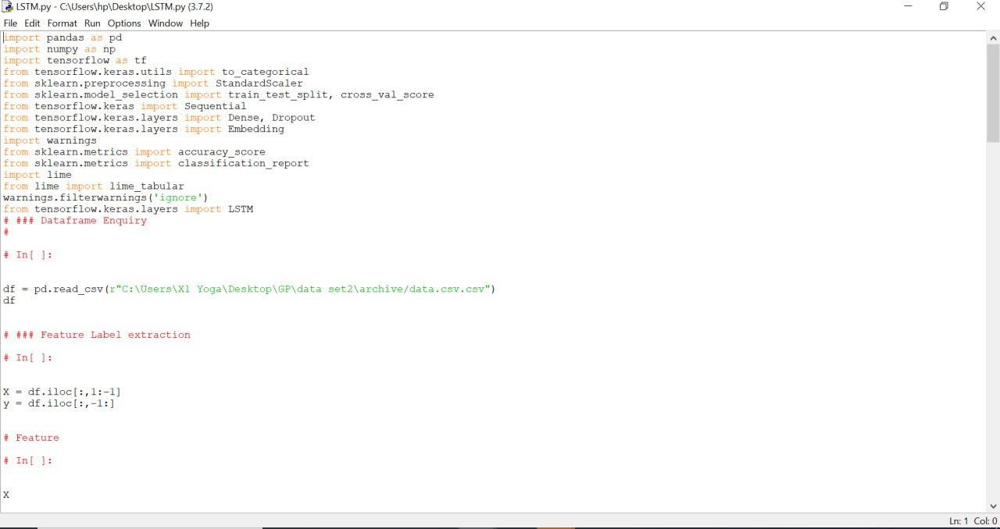 LSTM.py - C:\Users\hp\Desktop\LSTM.py (3.7.2)
File Edit Format Run Options Window Help
import pandas as pd
import numpy as np
import tensorflow as tf
from tensorflow.keras.utils import to_categorical
from sklearn.preprocessing import StandardScaler
from sklearn.model_selection import train_test_split, cross_val_score
from tensorflow.keras import Sequential
from tensorflow.keras.layers import Dense, Dropout
from tensorflow.keras.layers import Embedding
import warnings
from sklearn.metrics import accuracy_score
from sklearn.metrics import classification_report
import lime
from lime import lime_tabular
warnings.filterwarnings('ignore')
from tensorflow.keras.layers import LSTM
# ### Dataframe Enquiry
#
# In[ ]:
df = pd.read_csv(r"C:\Users\X1 Yoga\Desktop\GP\data set2\archive/data.csv.csv")
df
# ### Feature Label extraction
# In[ ]:
X = df.iloc[:,1:-1]
y = df.iloc[:,-1:]
# Feature
# In[ ]:
X
Ln: 1 Col: 0